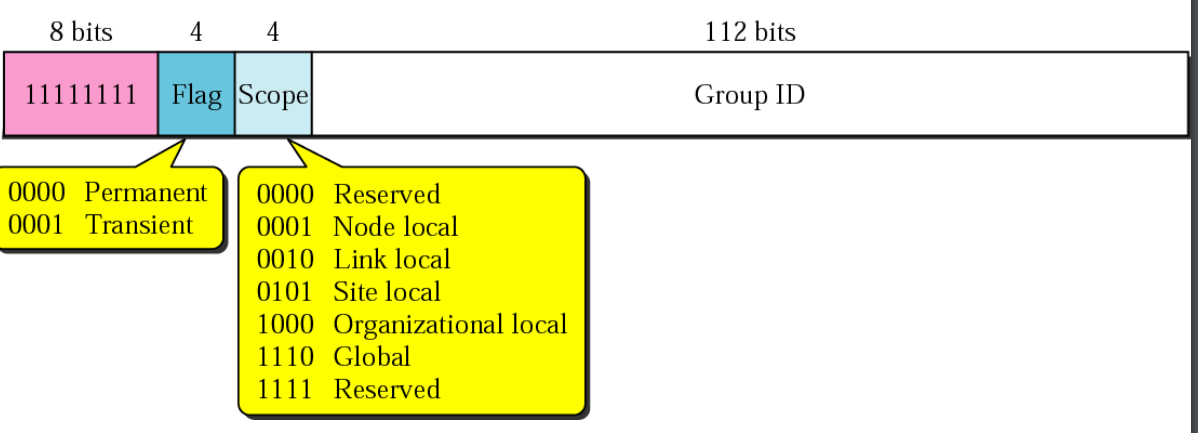 8 bits 4 4 112 bits
11111111 Flag Scope Group ID
0000 Permanent
0001 Transient
0000 Reserved
0001 Node local
0010 Link local
0101 Site local
1000 Organizational local
1110 Global
1111 Reserved